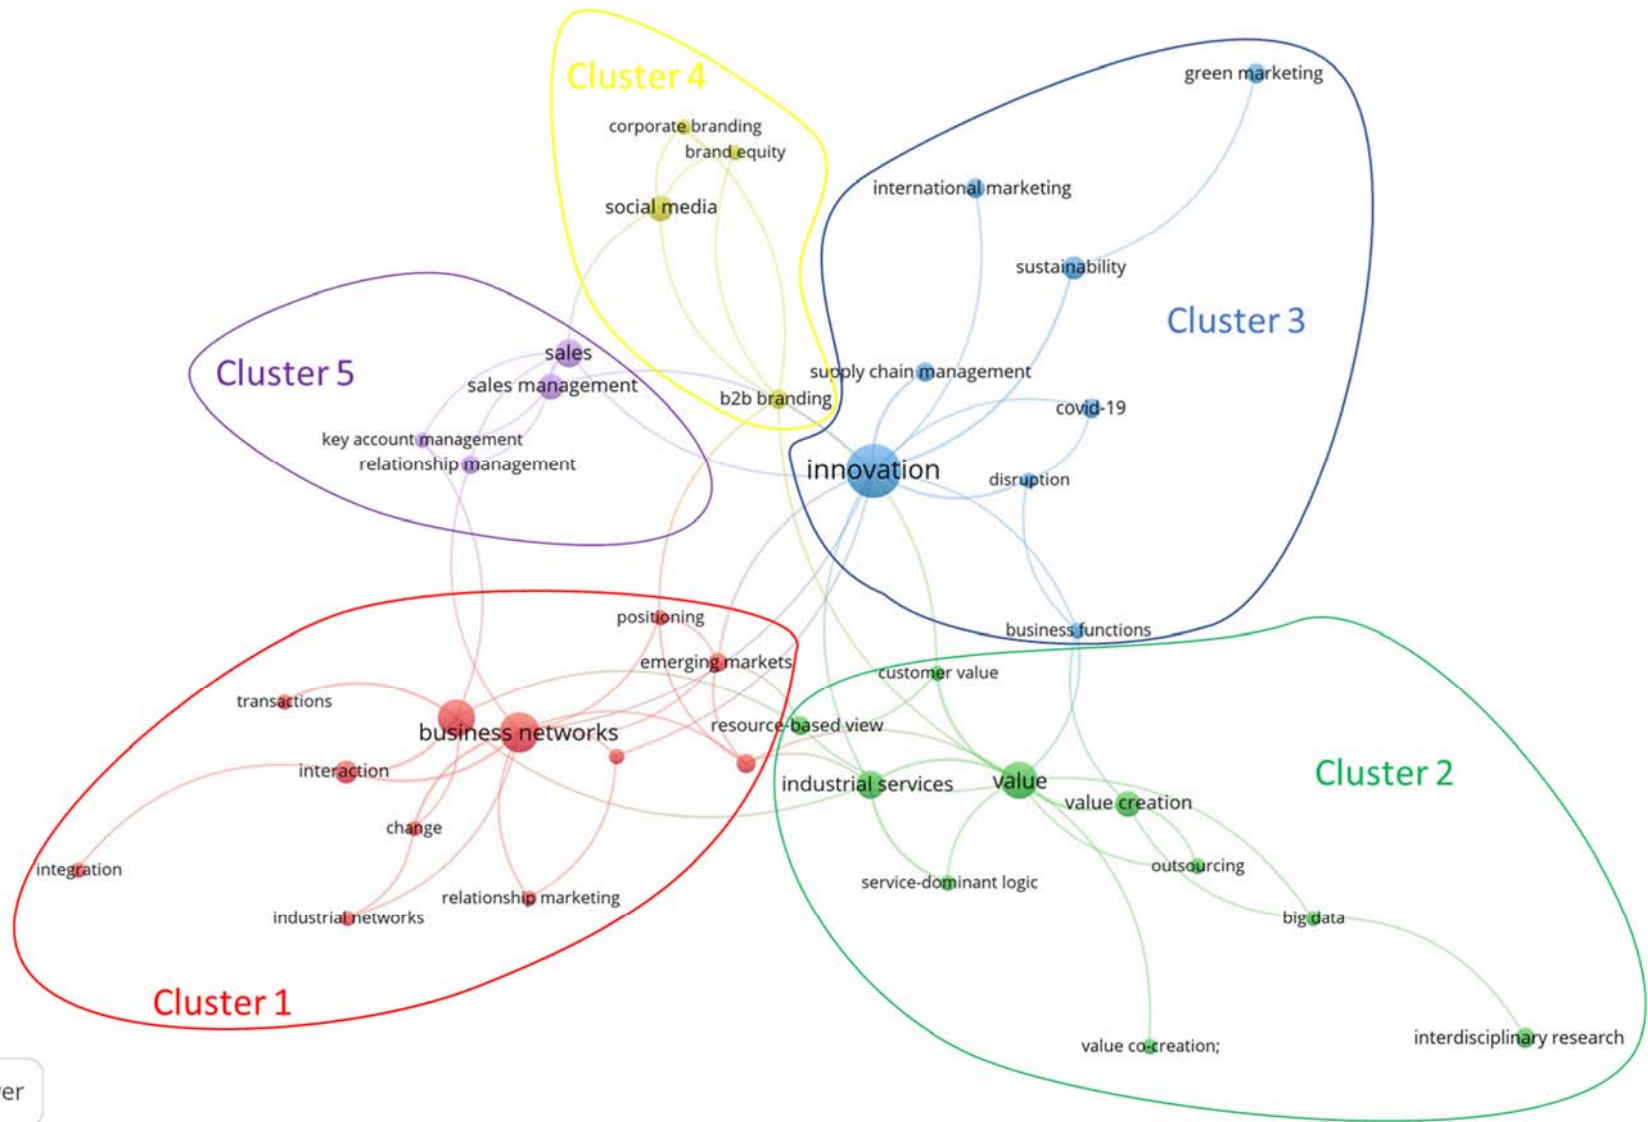 Cluster 4
green marketing
corporate branding
brand equity
international marketing
social media
sustainability
Cluster 3
sales
Cluster 5
supply chain management
sales management
b2b branding
covid-19
key account management
relationship management
innovation
disruption
positioning
business functions
emerging markets
customer value
transactions
resource-based view
business networks
interaction
industrial services
value
Cluster 2
value creation
change
outsourcing
integration
service-dominant logic
relationship marketing
industrial networks
big data
Cluster 1
interdisciplinary research
value co-creation;
er